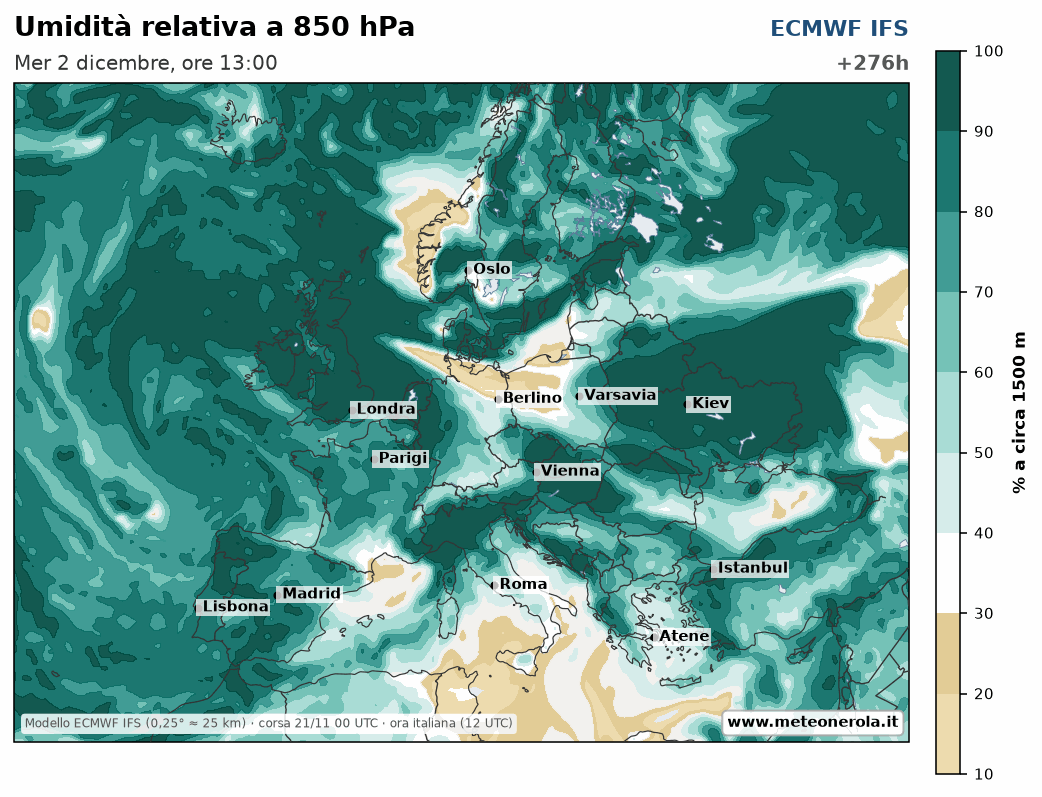 Umidità relativa a 850 hPa
ECMWF IFS
Mer 2 dicembre, ore 13:00
+276h
100
90
80
70
60
50
40
30
20
10
% a circa 1500 m
Oslo
Berlino
Varsavia
Kiev
Londra
Parigi
Vienna
Istanbul
Roma
Madrid
Lisbona
Atene
Modello ECMWF IFS (0,25° ≈ 25 km) · corsa 21/11 00 UTC · ora italiana (12 UTC)
www.meteonerola.it